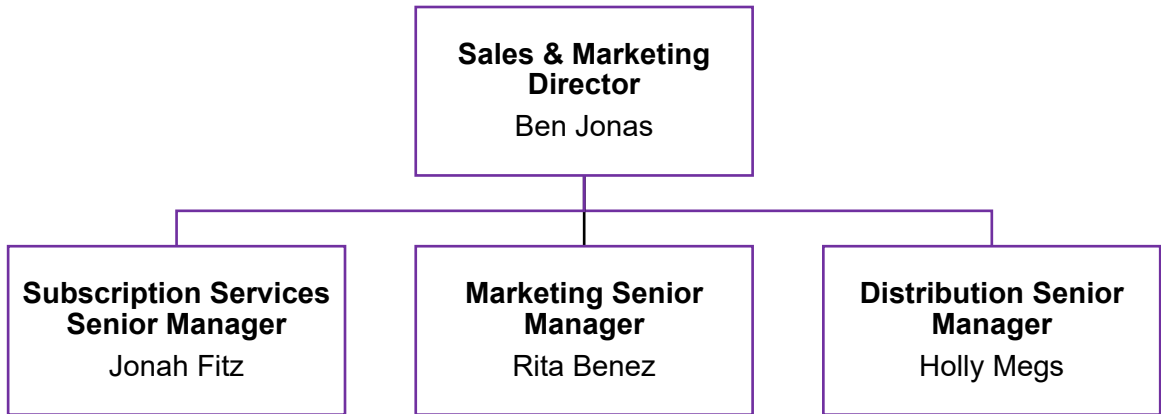 Sales & Marketing
Director
Ben Jonas
Subscription Services
Senior Manager
Jonah Fitz
Marketing Senior
Manager
Rita Benez
Distribution Senior
Manager
Holly Megs